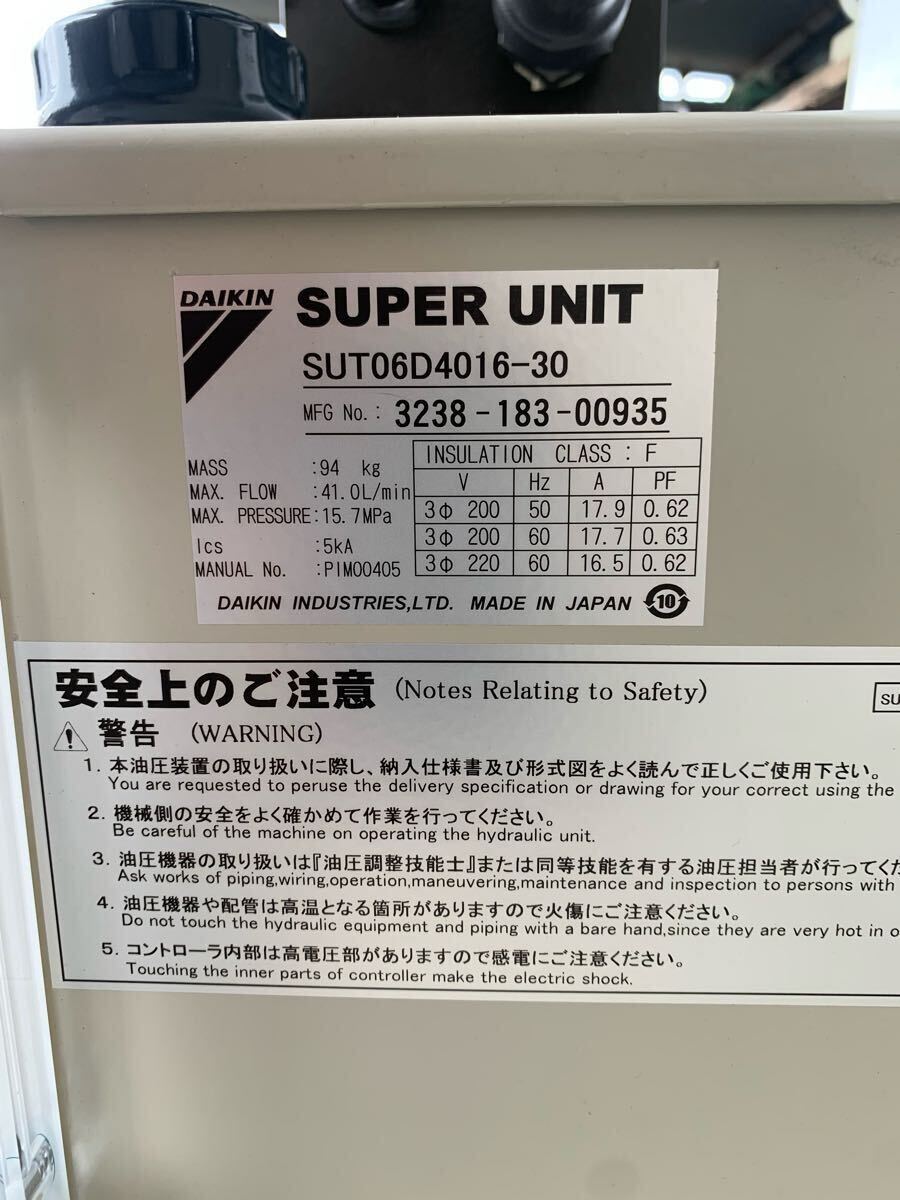 DAIKIN SUPER UNIT
SUT06D4016-30
MFG No.: 3238-183-00935
MASS :94 kg
MAX. FLOW :41.0L/min
MAX. PRESSURE:15.7MPa
Ics :5kA
MANUAL No. :PIM00405
INSULATION CLASS : F
V Hz A PF
3Φ 200 50 17.9 0.62
3Φ 200 60 17.7 0.63
3Φ 220 60 16.5 0.62
DAIKIN INDUSTRIES,LTD. MADE IN JAPAN 10
安全上のご注意 (Notes Relating to Safety)
SU
警告 (WARNING)
1. 本油圧装置の取り扱いに際し、納入仕様書及び形式図をよく読んで正しくご使用下さい。
You are requested to peruse the delivery specification or drawing for your correct using the
2. 機械側の安全をよく確かめて作業を行ってください。
Be careful of the machine on operating the hydraulic unit.
3. 油圧機器の取り扱いは『油圧調整技能士』または同等技能を有する油圧担当者が行ってくだ
Ask works of piping,wiring,operation,maneuvering,maintenance and inspection to persons with
4. 油圧機器や配管は高温となる箇所がありますので火傷にご注意ください。
Do not touch the hydraulic equipment and piping with a bare hand,since they are very hot in o
5. コントローラ内部は高電圧部がありますので感電にご注意ください。
Touching the inner parts of controller make the electric shock.